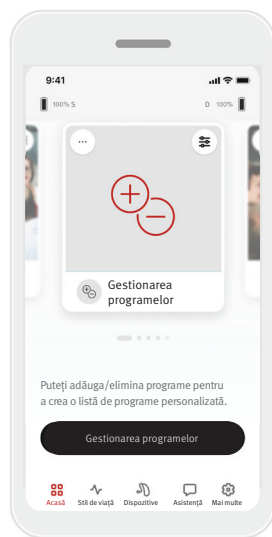 9:41
100% S D 100%
...
Gestionarea
programelor
Puteți adăuga/elimina programe pentru
a crea o listă de programe personalizată.
Gestionarea programelor
Acasă Stil de viață Dispozitive Asistență Mai multe